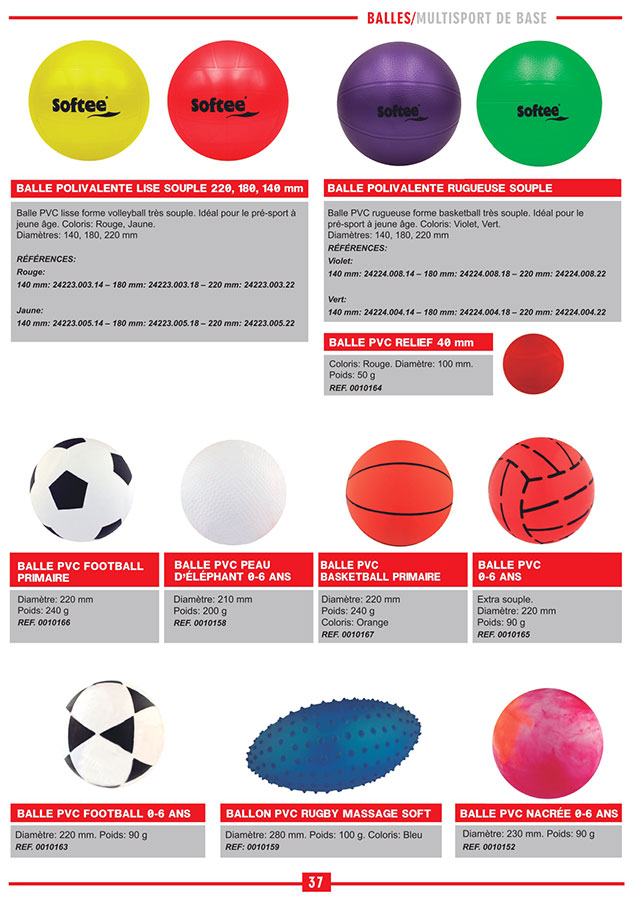 BALLES/MULTISPORT DE BASE
softee
softee
softee
softee
BALLE POLIVALENTE LISE SOUPLE 220, 180, 140 mm
Balle PVC lisse forme volleyball très souple. Idéal pour le pré-sport à
jeune âge. Coloris: Rouge, Jaune.
Diamètres: 140, 180, 220 mm
RÉFÉRENCES:
Rouge:
140 mm: 24223.003.14 – 180 mm: 24223.003.18 – 220 mm: 24223.003.22
Jaune:
140 mm: 24223.005.14 – 180 mm: 24223.005.18 – 220 mm: 24223.005.22
BALLE POLIVALENTE RUGUEUSE SOUPLE
Balle PVC rugueuse forme basketball très souple. Idéal pour le
pré-sport à jeune âge. Coloris: Violet, Vert.
Diamètres: 140, 180, 220 mm
RÉFÉRENCES:
Violet:
140 mm: 24224.008.14 – 180 mm: 24224.008.18 – 220 mm: 24224.008.22
Vert:
140 mm: 24224.004.14 – 180 mm: 24224.004.18 – 220 mm: 24224.004.22
BALLE PVC RELIEF 40 mm
Coloris: Rouge. Diamètre: 100 mm.
Poids: 50 g
REF. 0010164
BALLE PVC FOOTBALL
PRIMAIRE
Diamètre: 220 mm
Poids: 240 g
REF. 0010166
BALLE PVC PEAU
D'ÉLÉPHANT 0-6 ANS
Diamètre: 210 mm
Poids: 200 g
REF. 0010158
BALLE PVC
BASKETBALL PRIMAIRE
Diamètre: 220 mm
Poids: 240 g
Coloris: Orange
REF. 0010167
BALLE PVC
0-6 ANS
Extra souple.
Diamètre: 220 mm
Poids: 90 g
REF. 0010165
BALLE PVC FOOTBALL 0-6 ANS
Diamètre: 220 mm. Poids: 90 g
REF. 0010163
BALLON PVC RUGBY MASSAGE SOFT
Diamètre: 280 mm. Poids: 100 g. Coloris: Bleu
REF: 0010159
BALLE PVC NACRÉE 0-6 ANS
Diamètre: 230 mm. Poids: 90 g
REF. 0010152
37